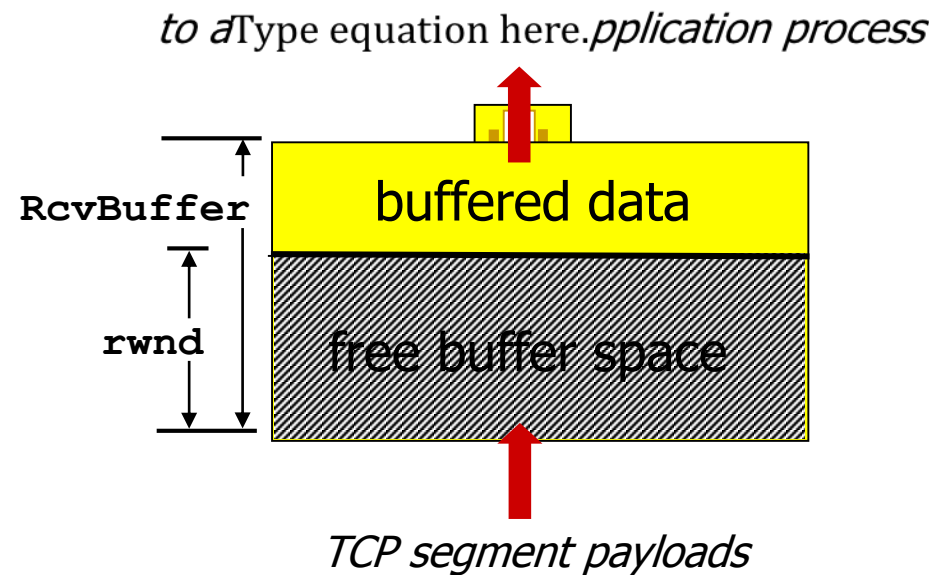 to aType equation here.pplication process
buffered data
RcvBuffer
rwnd
free buffer space
TCP segment payloads